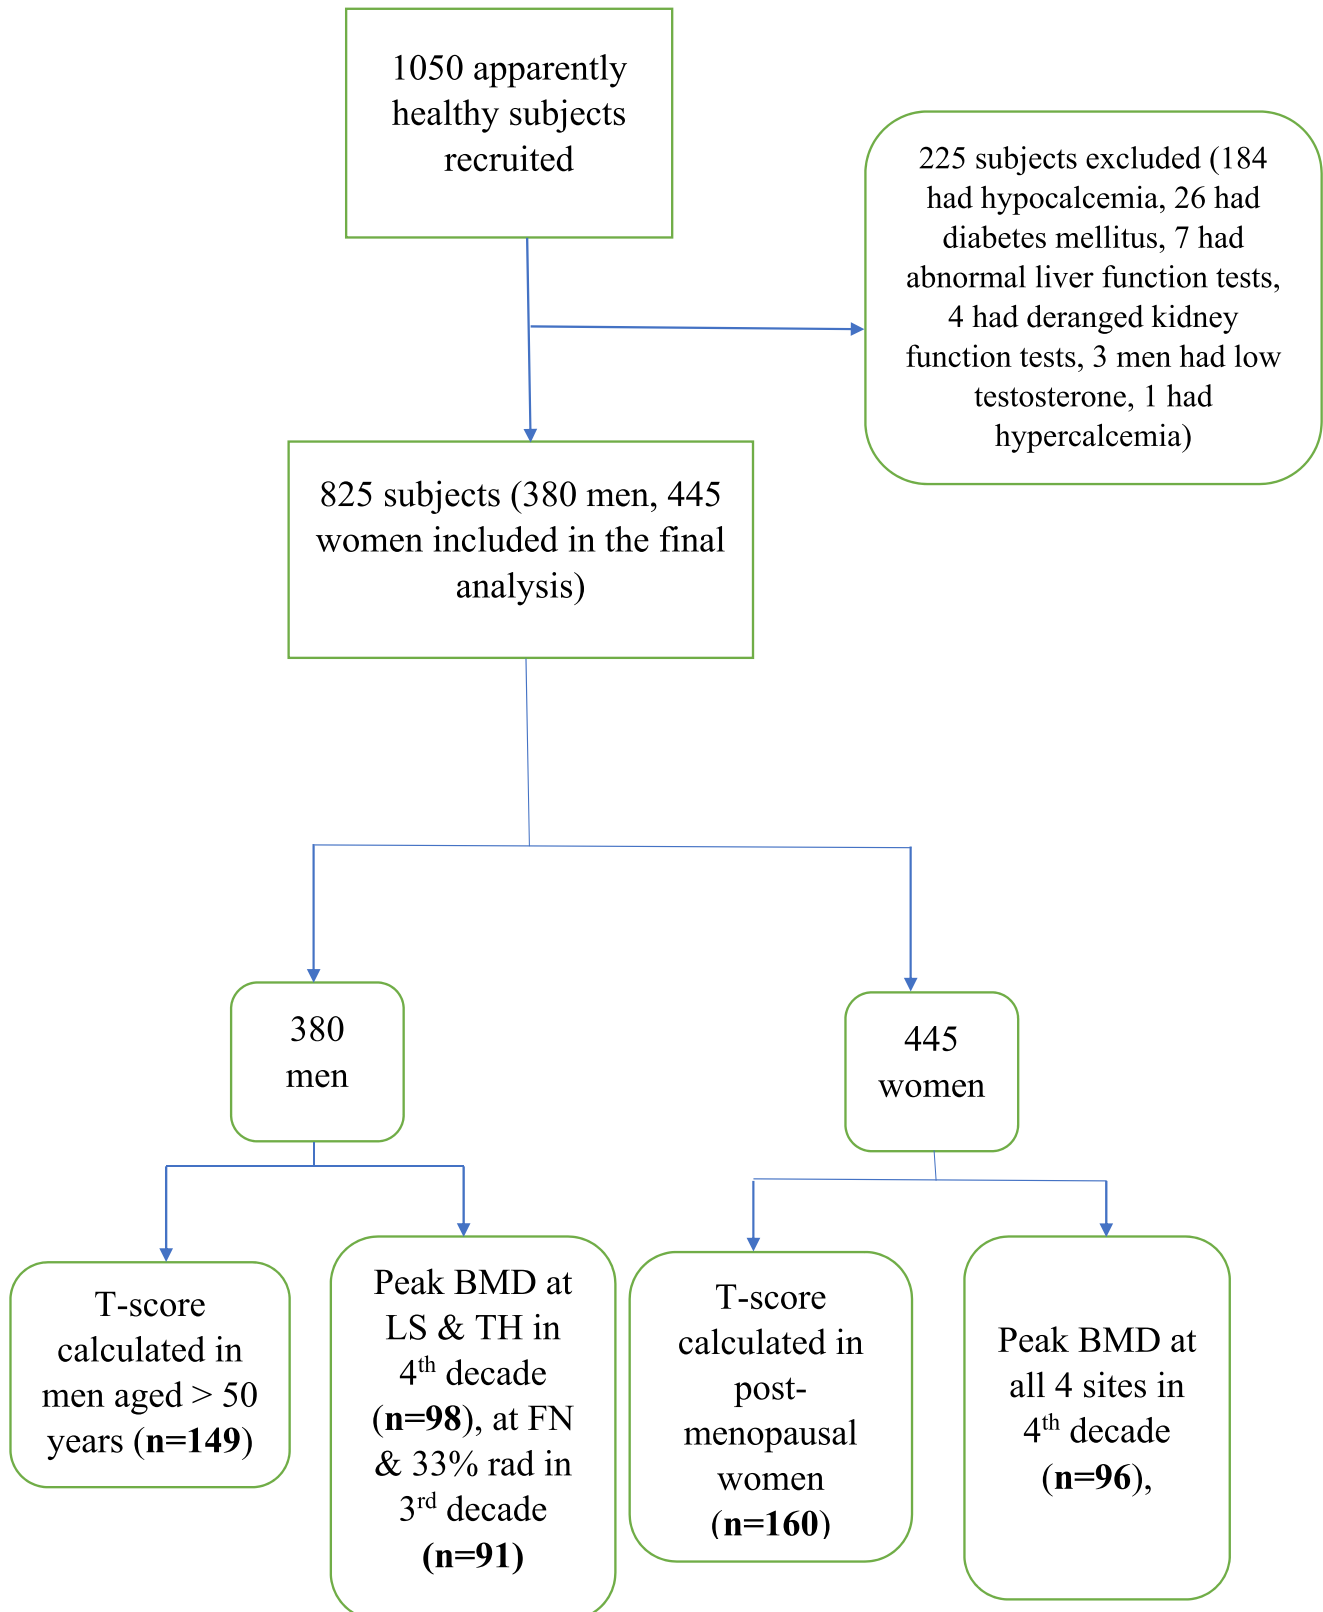 1050 apparently
healthy subjects
recruited
225 subjects excluded (184
had hypocalcemia, 26 had
diabetes mellitus, 7 had
abnormal liver function tests,
4 had deranged kidney
function tests, 3 men had low
testosterone, 1 had
hypercalcemia)
825 subjects (380 men, 445
women included in the final
analysis)
380
men
445
women
T-score
calculated in
men aged > 50
years (n=149)
Peak BMD at
LS & TH in
4th decade
(n=98), at FN
& 33% rad in
3rd decade
(n=91)
T-score
calculated in
post-
menopausal
women
(n=160)
Peak BMD at
all 4 sites in
4th decade
(n=96),